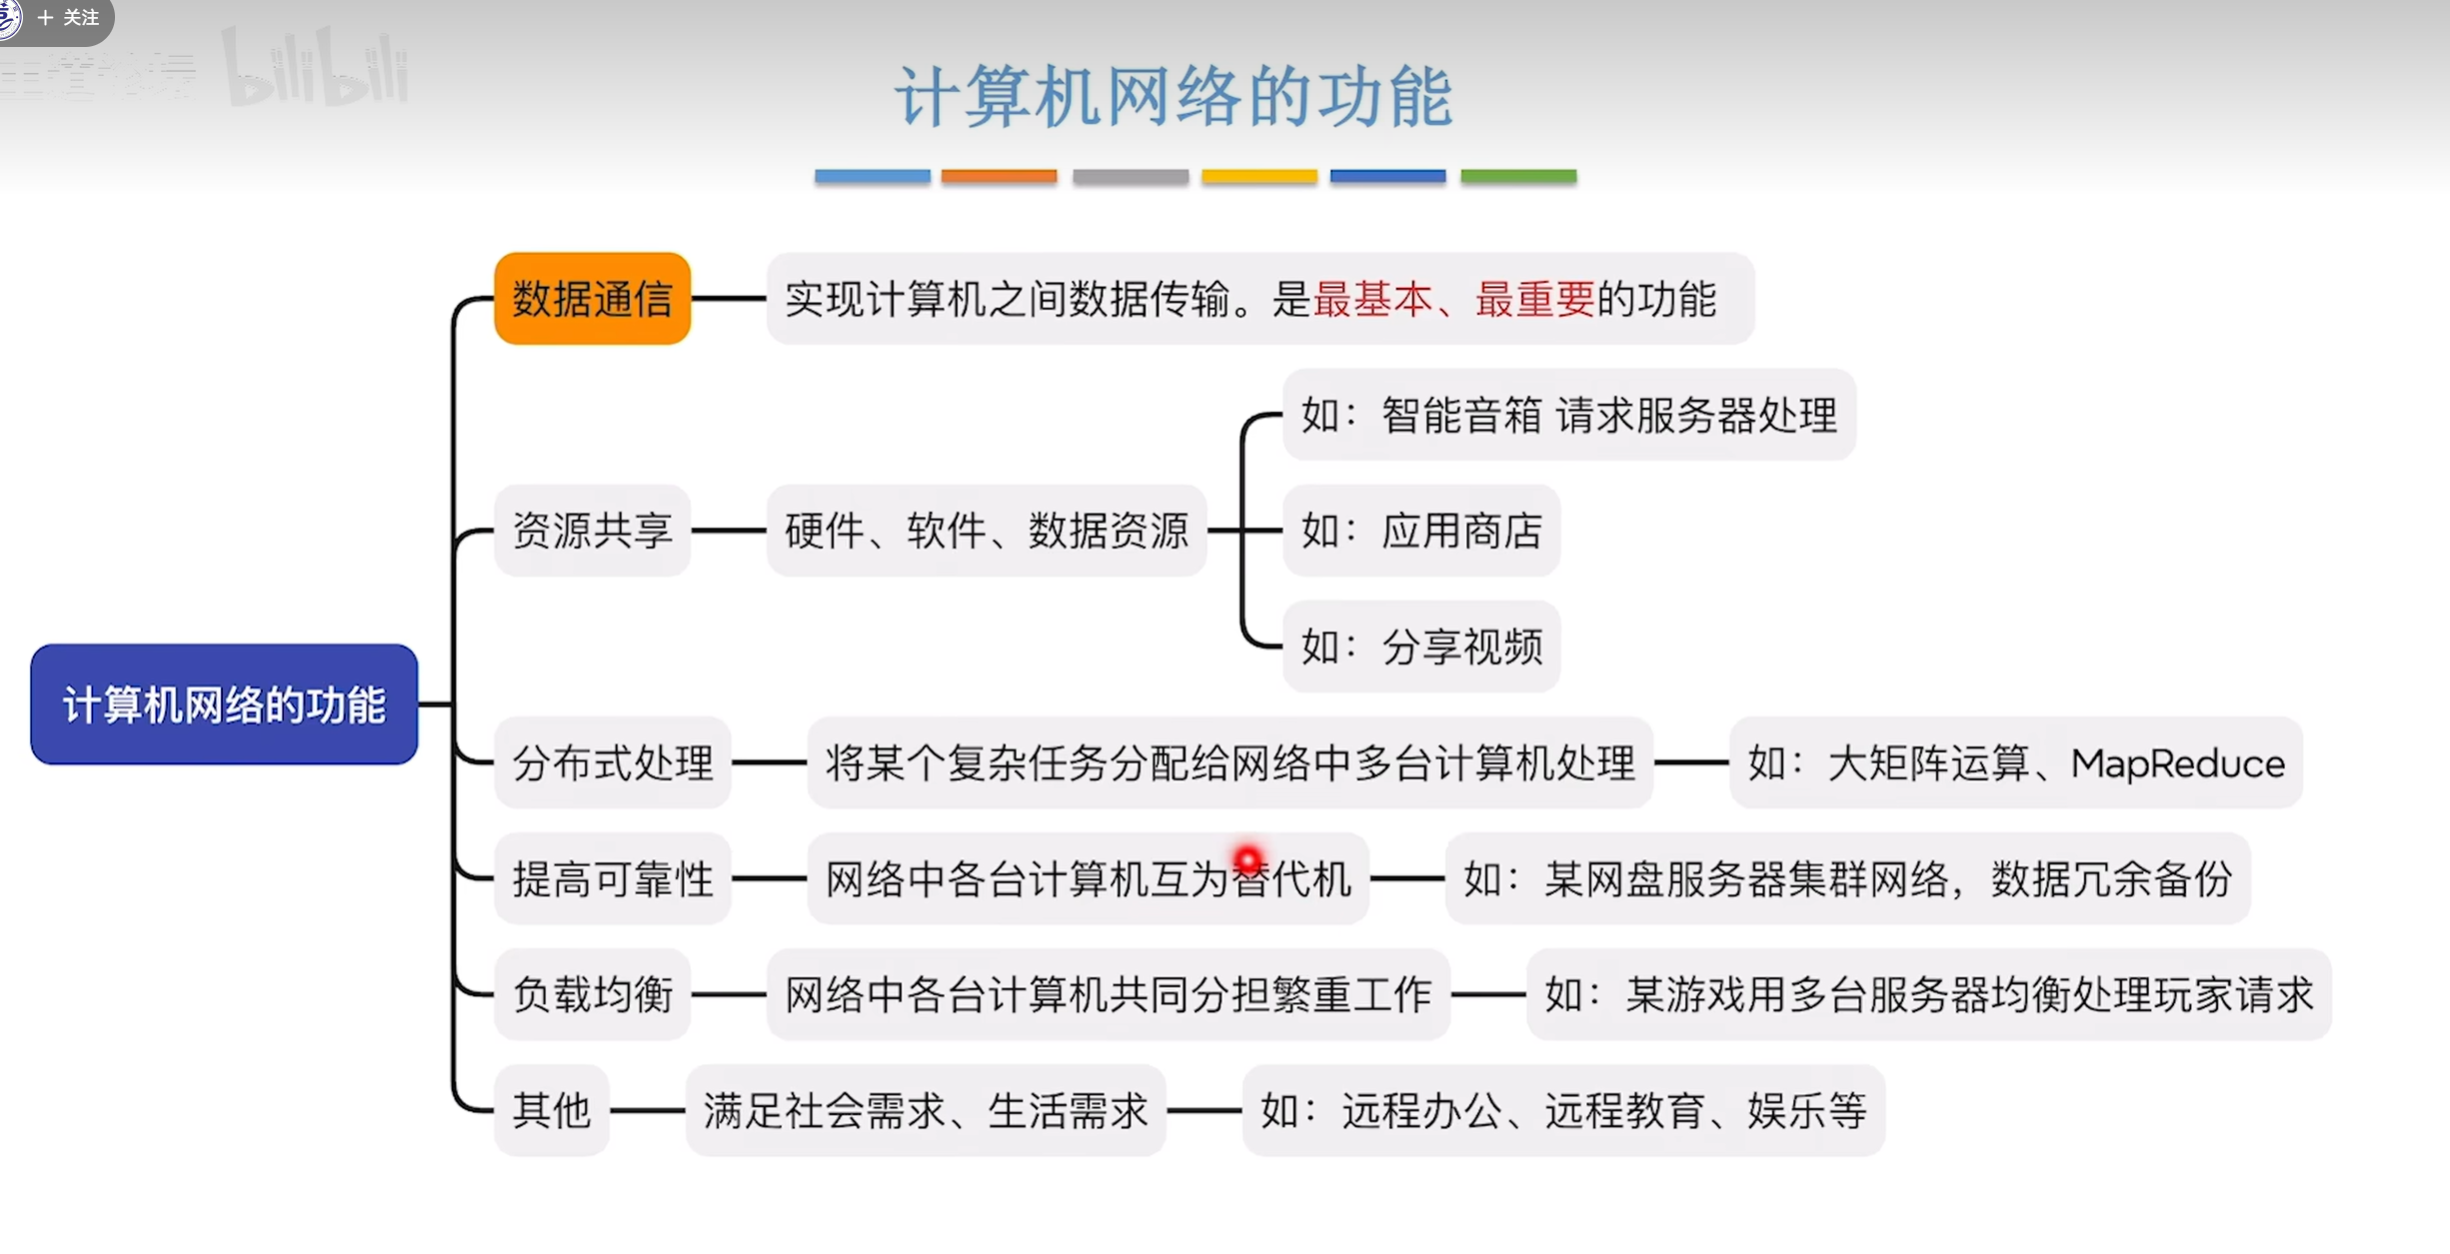 + 关注
bilibili
计算机网络的功能
数据通信
实现计算机之间数据传输。是最基本、最重要的功能
如：智能音箱 请求服务器处理
资源共享
硬件、软件、数据资源
如：应用商店
如：分享视频
计算机网络的功能
分布式处理
将某个复杂任务分配给网络中多台计算机处理
如：大矩阵运算、MapReduce
提高可靠性
网络中各台计算机互为替代机
如：某网盘服务器集群网络，数据冗余备份
负载均衡
网络中各台计算机共同分担繁重工作
如：某游戏用多台服务器均衡处理玩家请求
其他
满足社会需求、生活需求
如：远程办公、远程教育、娱乐等